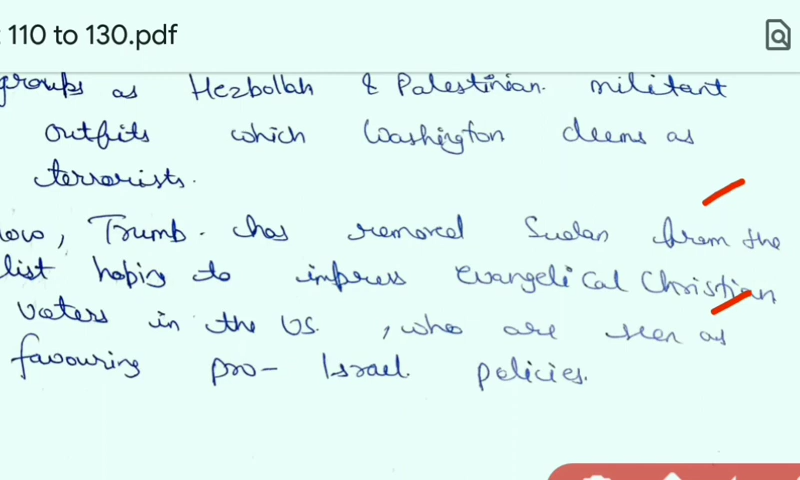 110 to 130.pdf
groups as Hezbollah & Palestinian. militant
outfits which Washington deems as
terrorists.
now, Trump. has removed Sudan from the
list hoping to impress evangelical Christian
voters in the US. , who are seen as
favouring pro- Israel. policies.